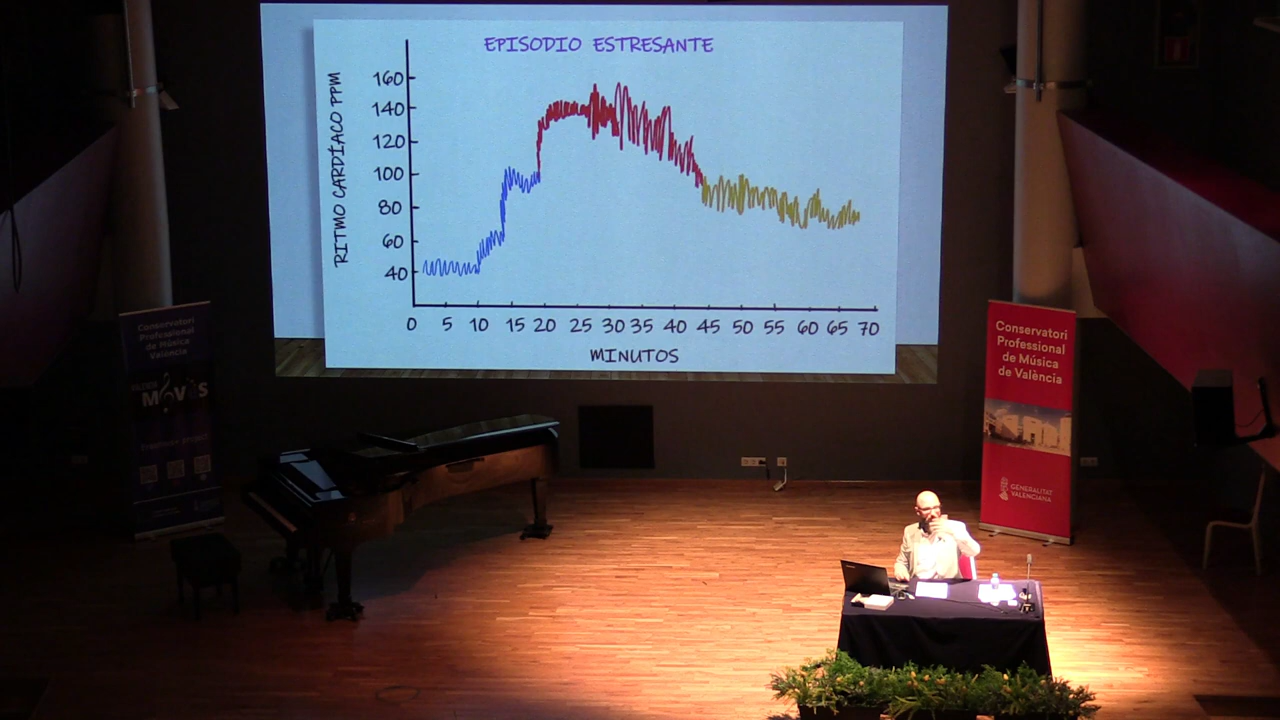 EPISODIO ESTRESANTE
RITMO CARDÍACO PPM
160
140
120
100
80
60
40
0 5 10 15 20 25 30 35 40 45 50 55 60 65 70
MINUTOS
Conservatori
Professional
de Música
València
MOVÓS
Conservatori
Professional
de Música
de València
GENERALITAT
VALENCIANA